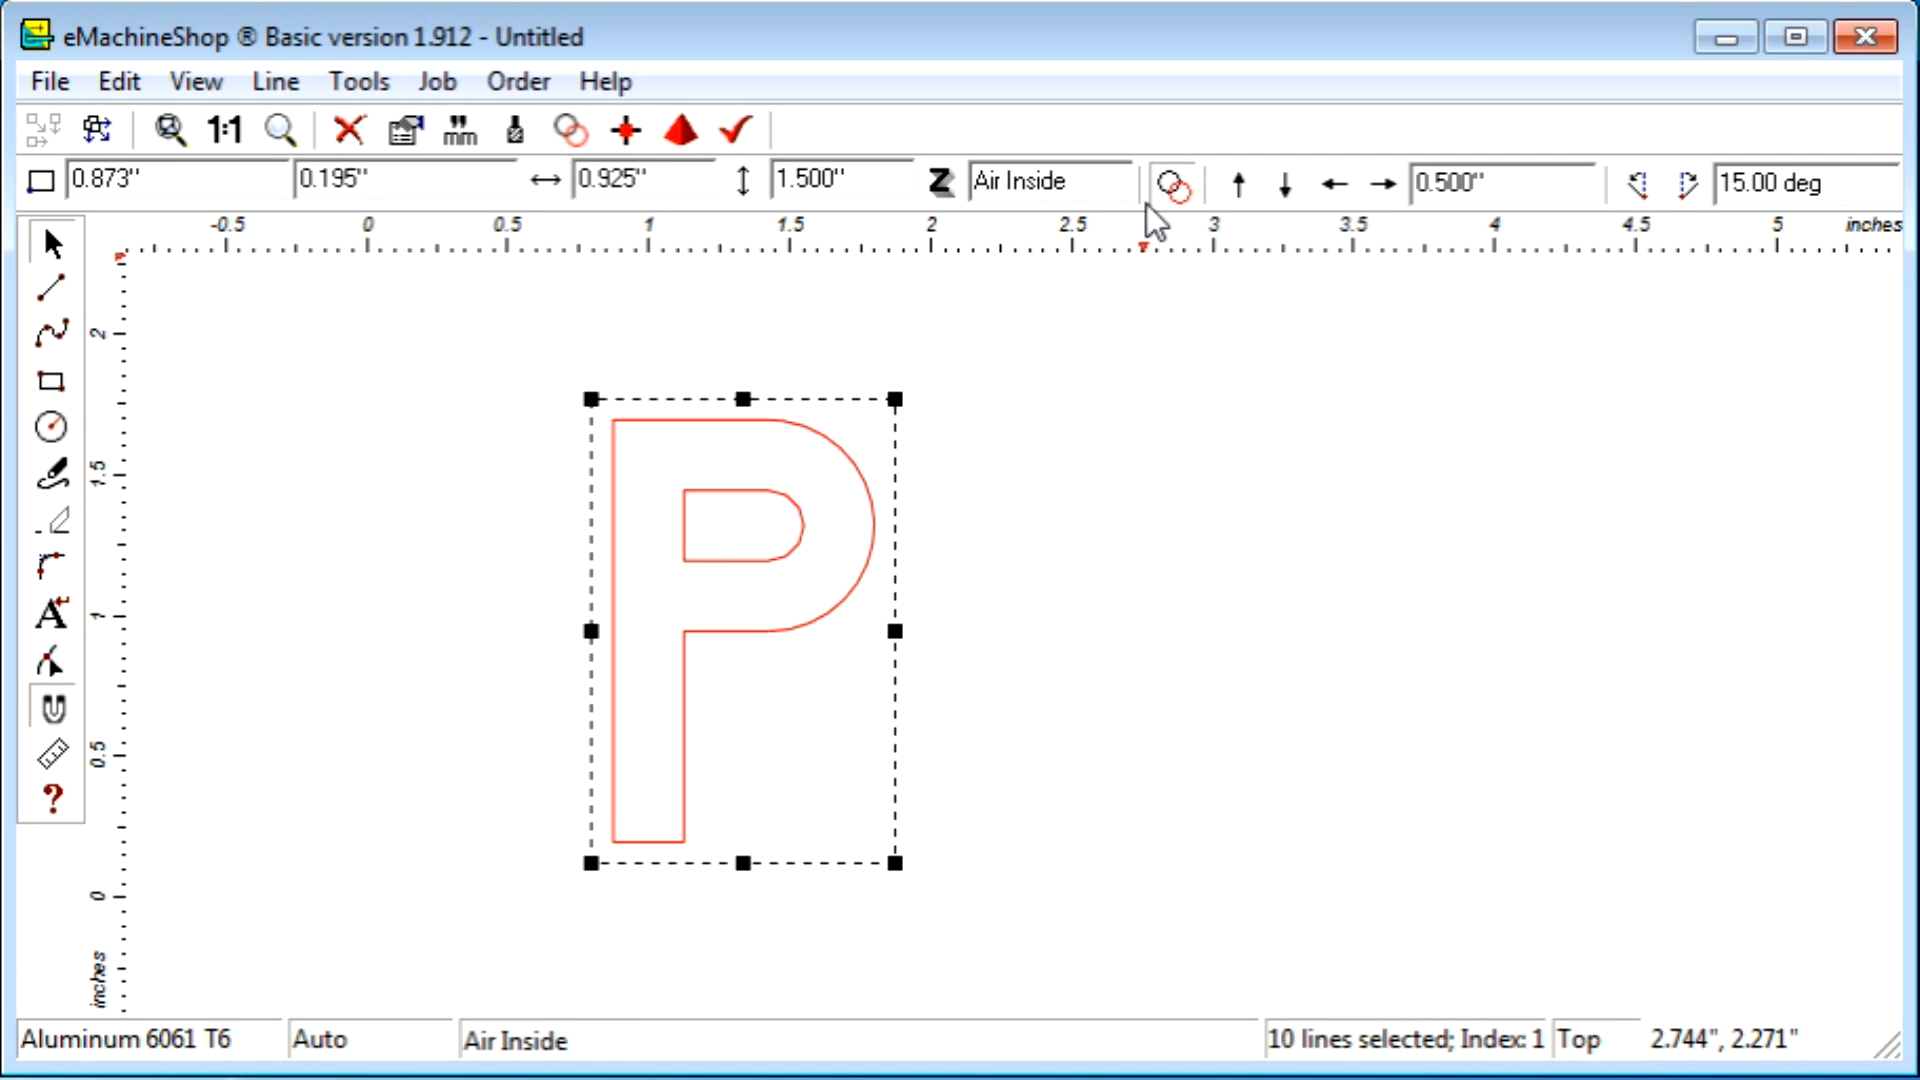 eMachineShop ® Basic version 1.912 - Untitled
File Edit View Line Tools Job Order Help
1:1 " mm
0.873" 0.195" 0.925" 1.500" Z Air Inside 0.500" 15.00 deg
-0.5 0 0.5 1 1.5 2 2.5 3 3.5 4 4.5 5 inches
2
1.5
1
0.5
0
inches
A
?
P
Aluminum 6061 T6 Auto Air Inside 10 lines selected; Index: 1 Top 2.744", 2.271"